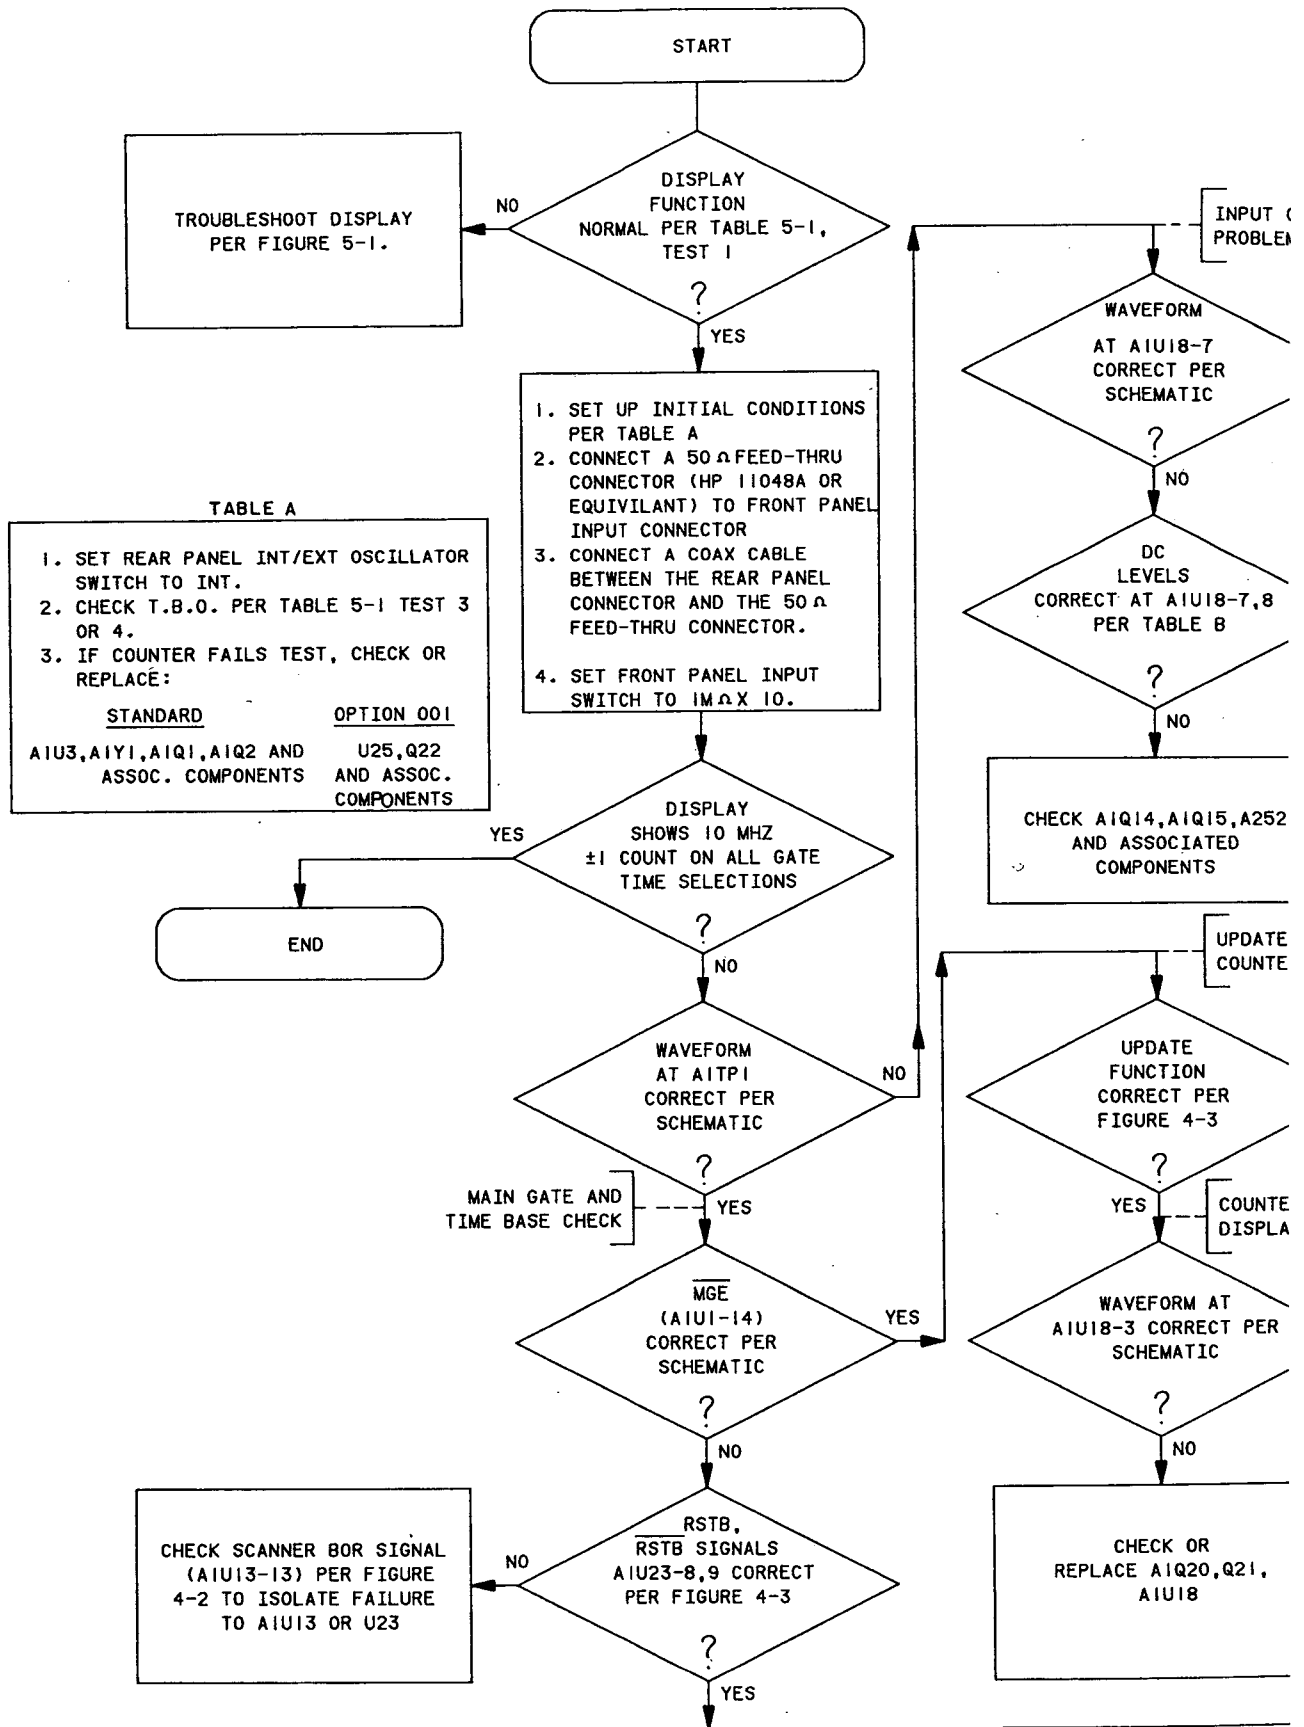 START
DISPLAY
FUNCTION
NORMAL PER TABLE 5-1,
TEST 1
?
NO
TROUBLESHOOT DISPLAY
PER FIGURE 5-1.
YES
1. SET UP INITIAL CONDITIONS
PER TABLE A
2. CONNECT A 50 Ω FEED-THRU
CONNECTOR (HP 11048A OR
EQUIVILANT) TO FRONT PANEL
INPUT CONNECTOR
3. CONNECT A COAX CABLE
BETWEEN THE REAR PANEL
CONNECTOR AND THE 50 Ω
FEED-THRU CONNECTOR.
4. SET FRONT PANEL INPUT
SWITCH TO 1M Ω X 10.
TABLE A
1. SET REAR PANEL INT/EXT OSCILLATOR
SWITCH TO INT.
2. CHECK T.B.O. PER TABLE 5-1 TEST 3
OR 4.
3. IF COUNTER FAILS TEST, CHECK OR
REPLACE:
STANDARD
A1U3,A1Y1,A1Q1,A1Q2 AND
ASSOC. COMPONENTS
OPTION 001
U25,Q22
AND ASSOC.
COMPONENTS
DISPLAY
SHOWS 10 MHZ
±1 COUNT ON ALL GATE
TIME SELECTIONS
?
YES
END
NO
WAVEFORM
AT A1TP1
CORRECT PER
SCHEMATIC
?
NO
YES
MAIN GATE AND
TIME BASE CHECK
MGE
(A1U1-14)
CORRECT PER
SCHEMATIC
?
YES
NO
RSTB,
RSTB SIGNALS
A1U23-8,9 CORRECT
PER FIGURE 4-3
?
NO
CHECK SCANNER BOR SIGNAL
(A1U13-13) PER FIGURE
4-2 TO ISOLATE FAILURE
TO A1U13 OR U23
YES
INPUT
PROBLEM
WAVEFORM
AT A1U18-7
CORRECT PER
SCHEMATIC
?
NO
DC
LEVELS
CORRECT AT A1U18-7,8
PER TABLE B
?
NO
CHECK A1Q14,A1Q15,A252
AND ASSOCIATED
COMPONENTS
UPDATE
COUNTE
UPDATE
FUNCTION
CORRECT PER
FIGURE 4-3
?
YES
COUNTE
DISPLA
WAVEFORM AT
A1U18-3 CORRECT PER
SCHEMATIC
?
NO
CHECK OR
REPLACE A1Q20,Q21,
A1U18